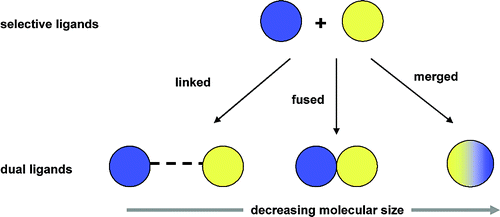 selective ligands
+
linked
fused
merged
dual ligands
decreasing molecular size